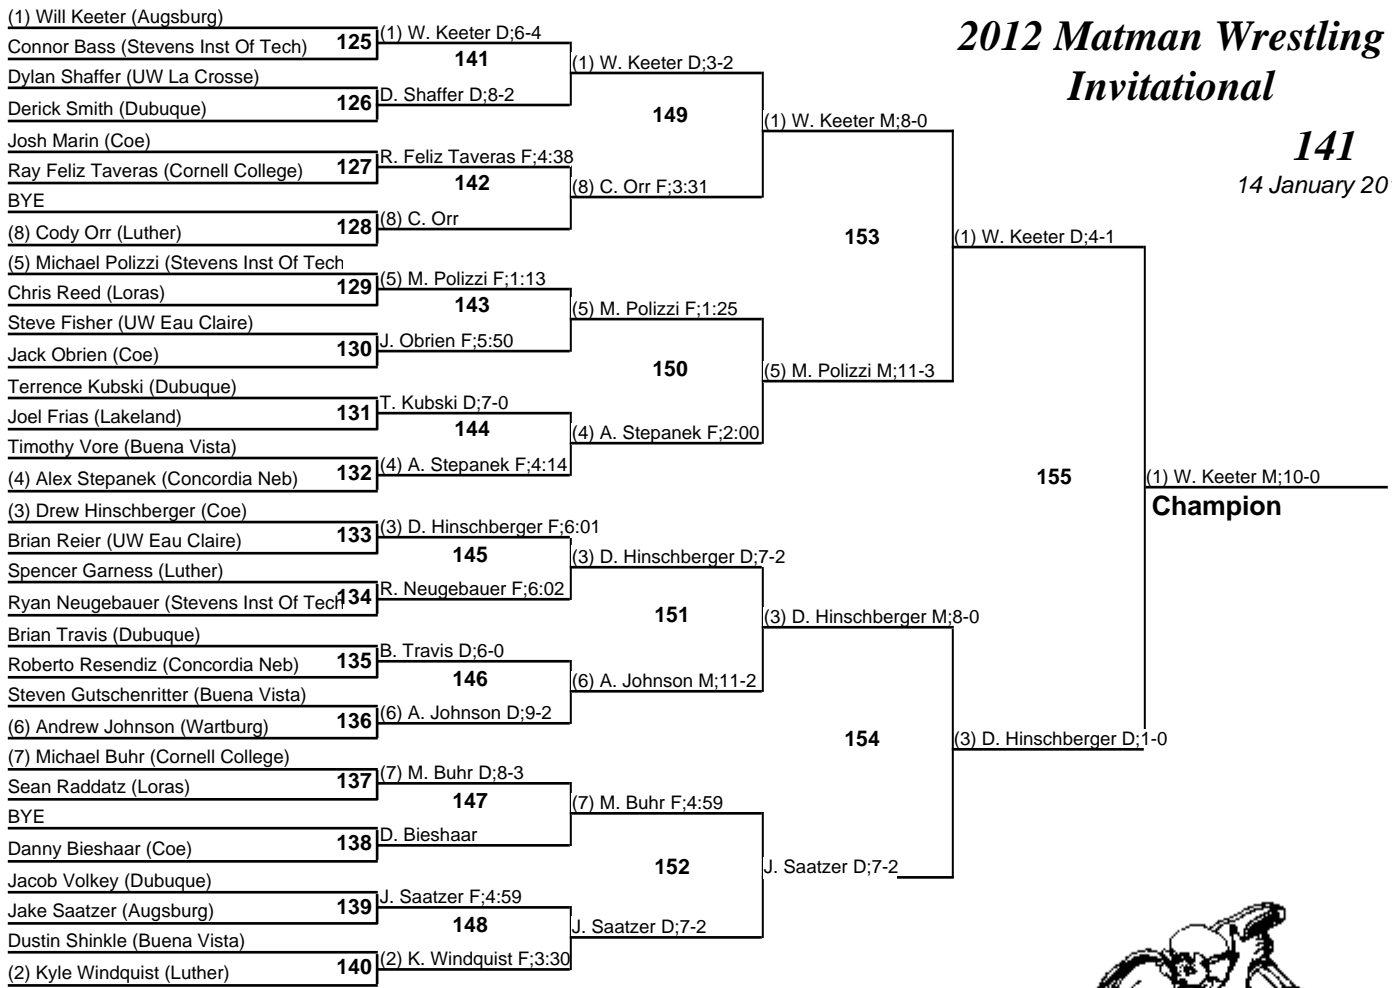 2012 Matman Wrestling
Invitational
141
14 January 20
(1) Will Keeter (Augsburg)
Connor Bass (Stevens Inst Of Tech)
Dylan Shaffer (UW La Crosse)
Derick Smith (Dubuque)
Josh Marin (Coe)
Ray Feliz Taveras (Cornell College)
BYE
(8) Cody Orr (Luther)
(5) Michael Polizzi (Stevens Inst Of Tech
Chris Reed (Loras)
Steve Fisher (UW Eau Claire)
Jack Obrien (Coe)
Terrence Kubski (Dubuque)
Joel Frias (Lakeland)
Timothy Vore (Buena Vista)
(4) Alex Stepanek (Concordia Neb)
(3) Drew Hinschberger (Coe)
Brian Reier (UW Eau Claire)
Spencer Garness (Luther)
Ryan Neugebauer (Stevens Inst Of Tech
Brian Travis (Dubuque)
Roberto Resendiz (Concordia Neb)
Steven Gutschenritter (Buena Vista)
(6) Andrew Johnson (Wartburg)
(7) Michael Buhr (Cornell College)
Sean Raddatz (Loras)
BYE
Danny Bieshaar (Coe)
Jacob Volkey (Dubuque)
Jake Saatzer (Augsburg)
Dustin Shinkle (Buena Vista)
(2) Kyle Windquist (Luther)
125
126
127
128
129
130
131
132
133
134
135
136
137
138
139
140
(1) W. Keeter D;6-4
141
D. Shaffer D;8-2
R. Feliz Taveras F;4:38
142
(8) C. Orr
(5) M. Polizzi F;1:13
143
J. Obrien F;5:50
T. Kubski D;7-0
144
(4) A. Stepanek F;4:14
(3) D. Hinschberger F;6:01
145
R. Neugebauer F;6:02
B. Travis D;6-0
146
(6) A. Johnson D;9-2
(7) M. Buhr D;8-3
147
D. Bieshaar
J. Saatzer F;4:59
148
(2) K. Windquist F;3:30
(1) W. Keeter D;3-2
149
(8) C. Orr F;3:31
(5) M. Polizzi F;1:25
150
(4) A. Stepanek F;2:00
(3) D. Hinschberger D;7-2
151
(6) A. Johnson M;11-2
(7) M. Buhr F;4:59
152
J. Saatzer D;7-2
(1) W. Keeter M;8-0
153
(5) M. Polizzi M;11-3
(3) D. Hinschberger M;8-0
154
J. Saatzer D;7-2
(1) W. Keeter D;4-1
155
(3) D. Hinschberger D;1-0
(1) W. Keeter M;10-0
Champion